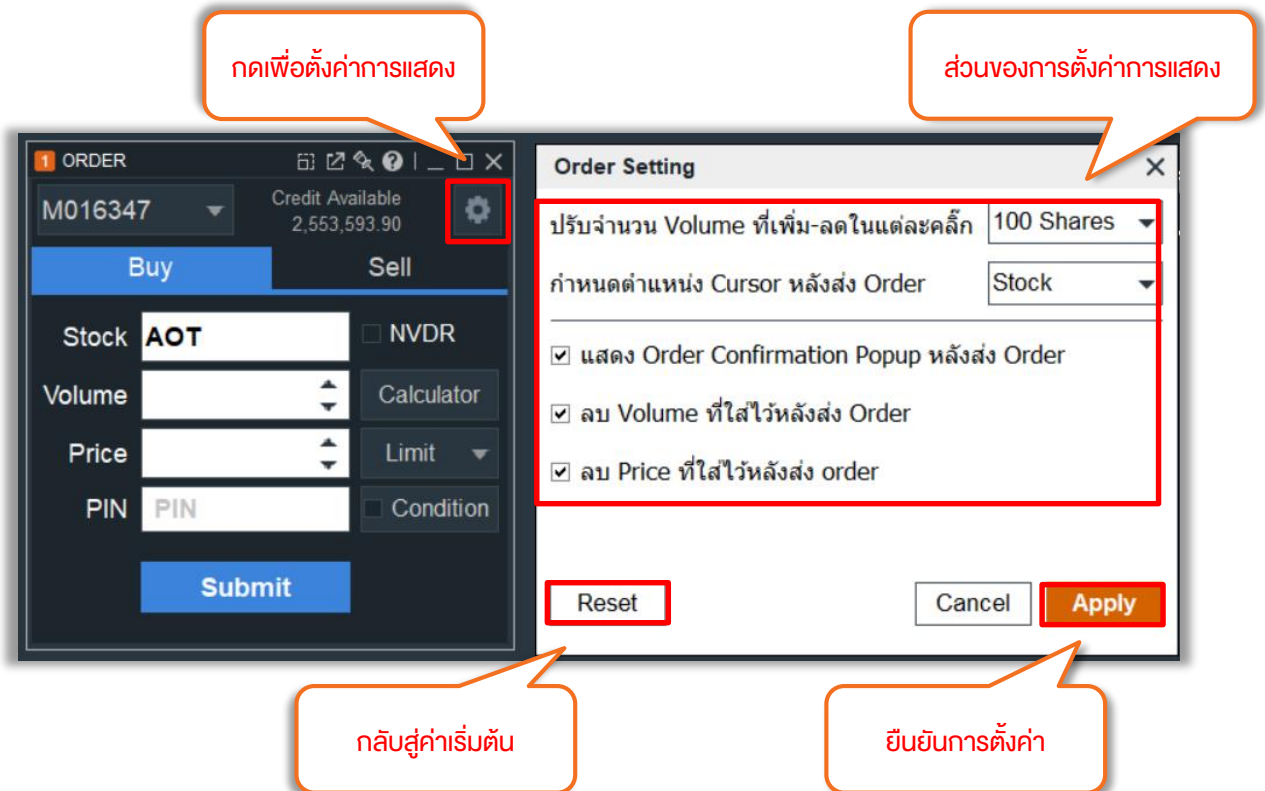 กดเพื่อตั้งค่าการแสดง
ส่วนของการตั้งค่าการแสดง
1 ORDER
M016347
Credit Available
2,553,593.90
Buy
Sell
Stock AOT
NVDR
Volume
Calculator
Price
Limit
PIN PIN
Condition
Submit
Order Setting
ปรับจำนวน Volume ที่เพิ่ม-ลดในแต่ละคลิ๊ก 100 Shares
กำหนดตำแหน่ง Cursor หลังส่ง Order Stock
แสดง Order Confirmation Popup หลังส่ง Order
ลบ Volume ที่ใส่ไว้หลังส่ง Order
ลบ Price ที่ใส่ไว้หลังส่ง order
Reset
Cancel
Apply
กลับสู่ค่าเริ่มต้น
ยืนยันการตั้งค่า